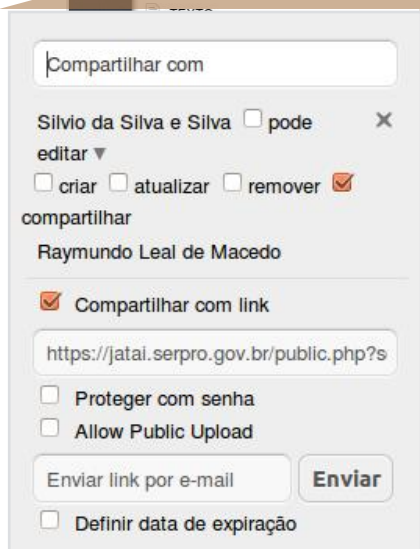 TEXTO
Compartilhar com
Silvio da Silva e Silva pode
editar
criar atualizar remover
compartilhar
Raymundo Leal de Macedo
Compartilhar com link
https://jatai.serpro.gov.br/public.php?s
Proteger com senha
Allow Public Upload
Enviar link por e-mail Enviar
Definir data de expiração